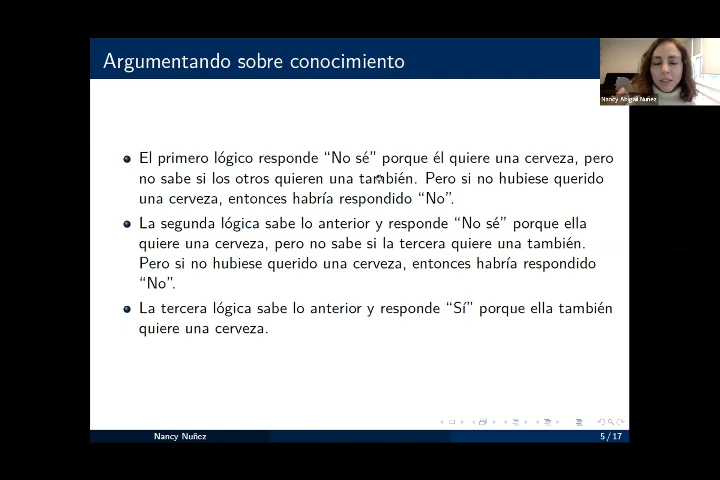 Argumentando sobre conocimiento
Nancy Abigail Nuñez
El primero lógico responde “No sé” porque él quiere una cerveza, pero
no sabe si los otros quieren una también. Pero si no hubiese querido
una cerveza, entonces habría respondido “No”.
La segunda lógica sabe lo anterior y responde “No sé” porque ella
quiere una cerveza, pero no sabe si la tercera quiere una también.
Pero si no hubiese querido una cerveza, entonces habría respondido
“No”.
La tercera lógica sabe lo anterior y responde “Sí” porque ella también
quiere una cerveza.
Nancy Nuñez
5 / 17